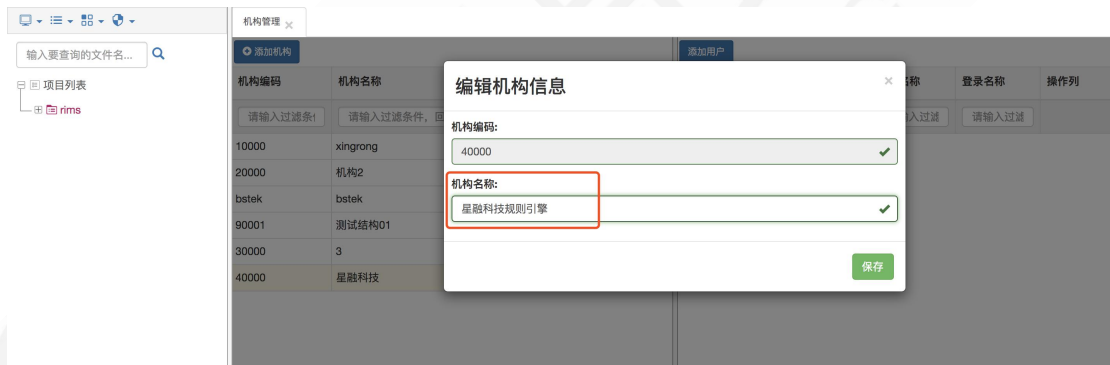 机构管理
输入要查询的文件名...
项目列表
rims
添加机构
添加用户
机构编码
机构名称
称
登录名称
操作列
请输入过滤条
请输入过滤条件，
入过滤
请输入过滤
10000
xingrong
20000
机构2
bstek
bstek
90001
测试结构01
30000
3
40000
星融科技
编辑机构信息
×
机构编码:
40000
机构名称:
星融科技规则引擎
保存